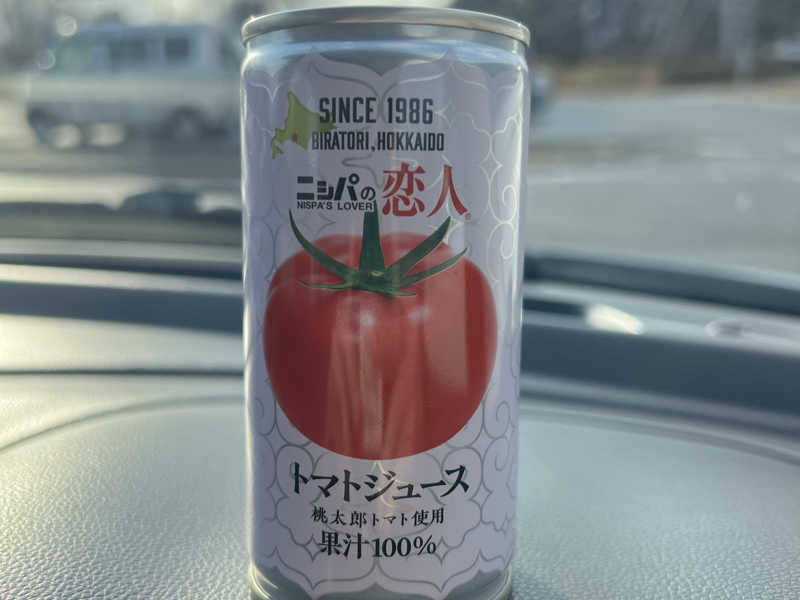 SINCE 1986
BIRATORI, HOKKAIDO
ニシパの恋人®
NISPA'S LOVER
トマトジュース
桃太郎トマト使用
果汁100%